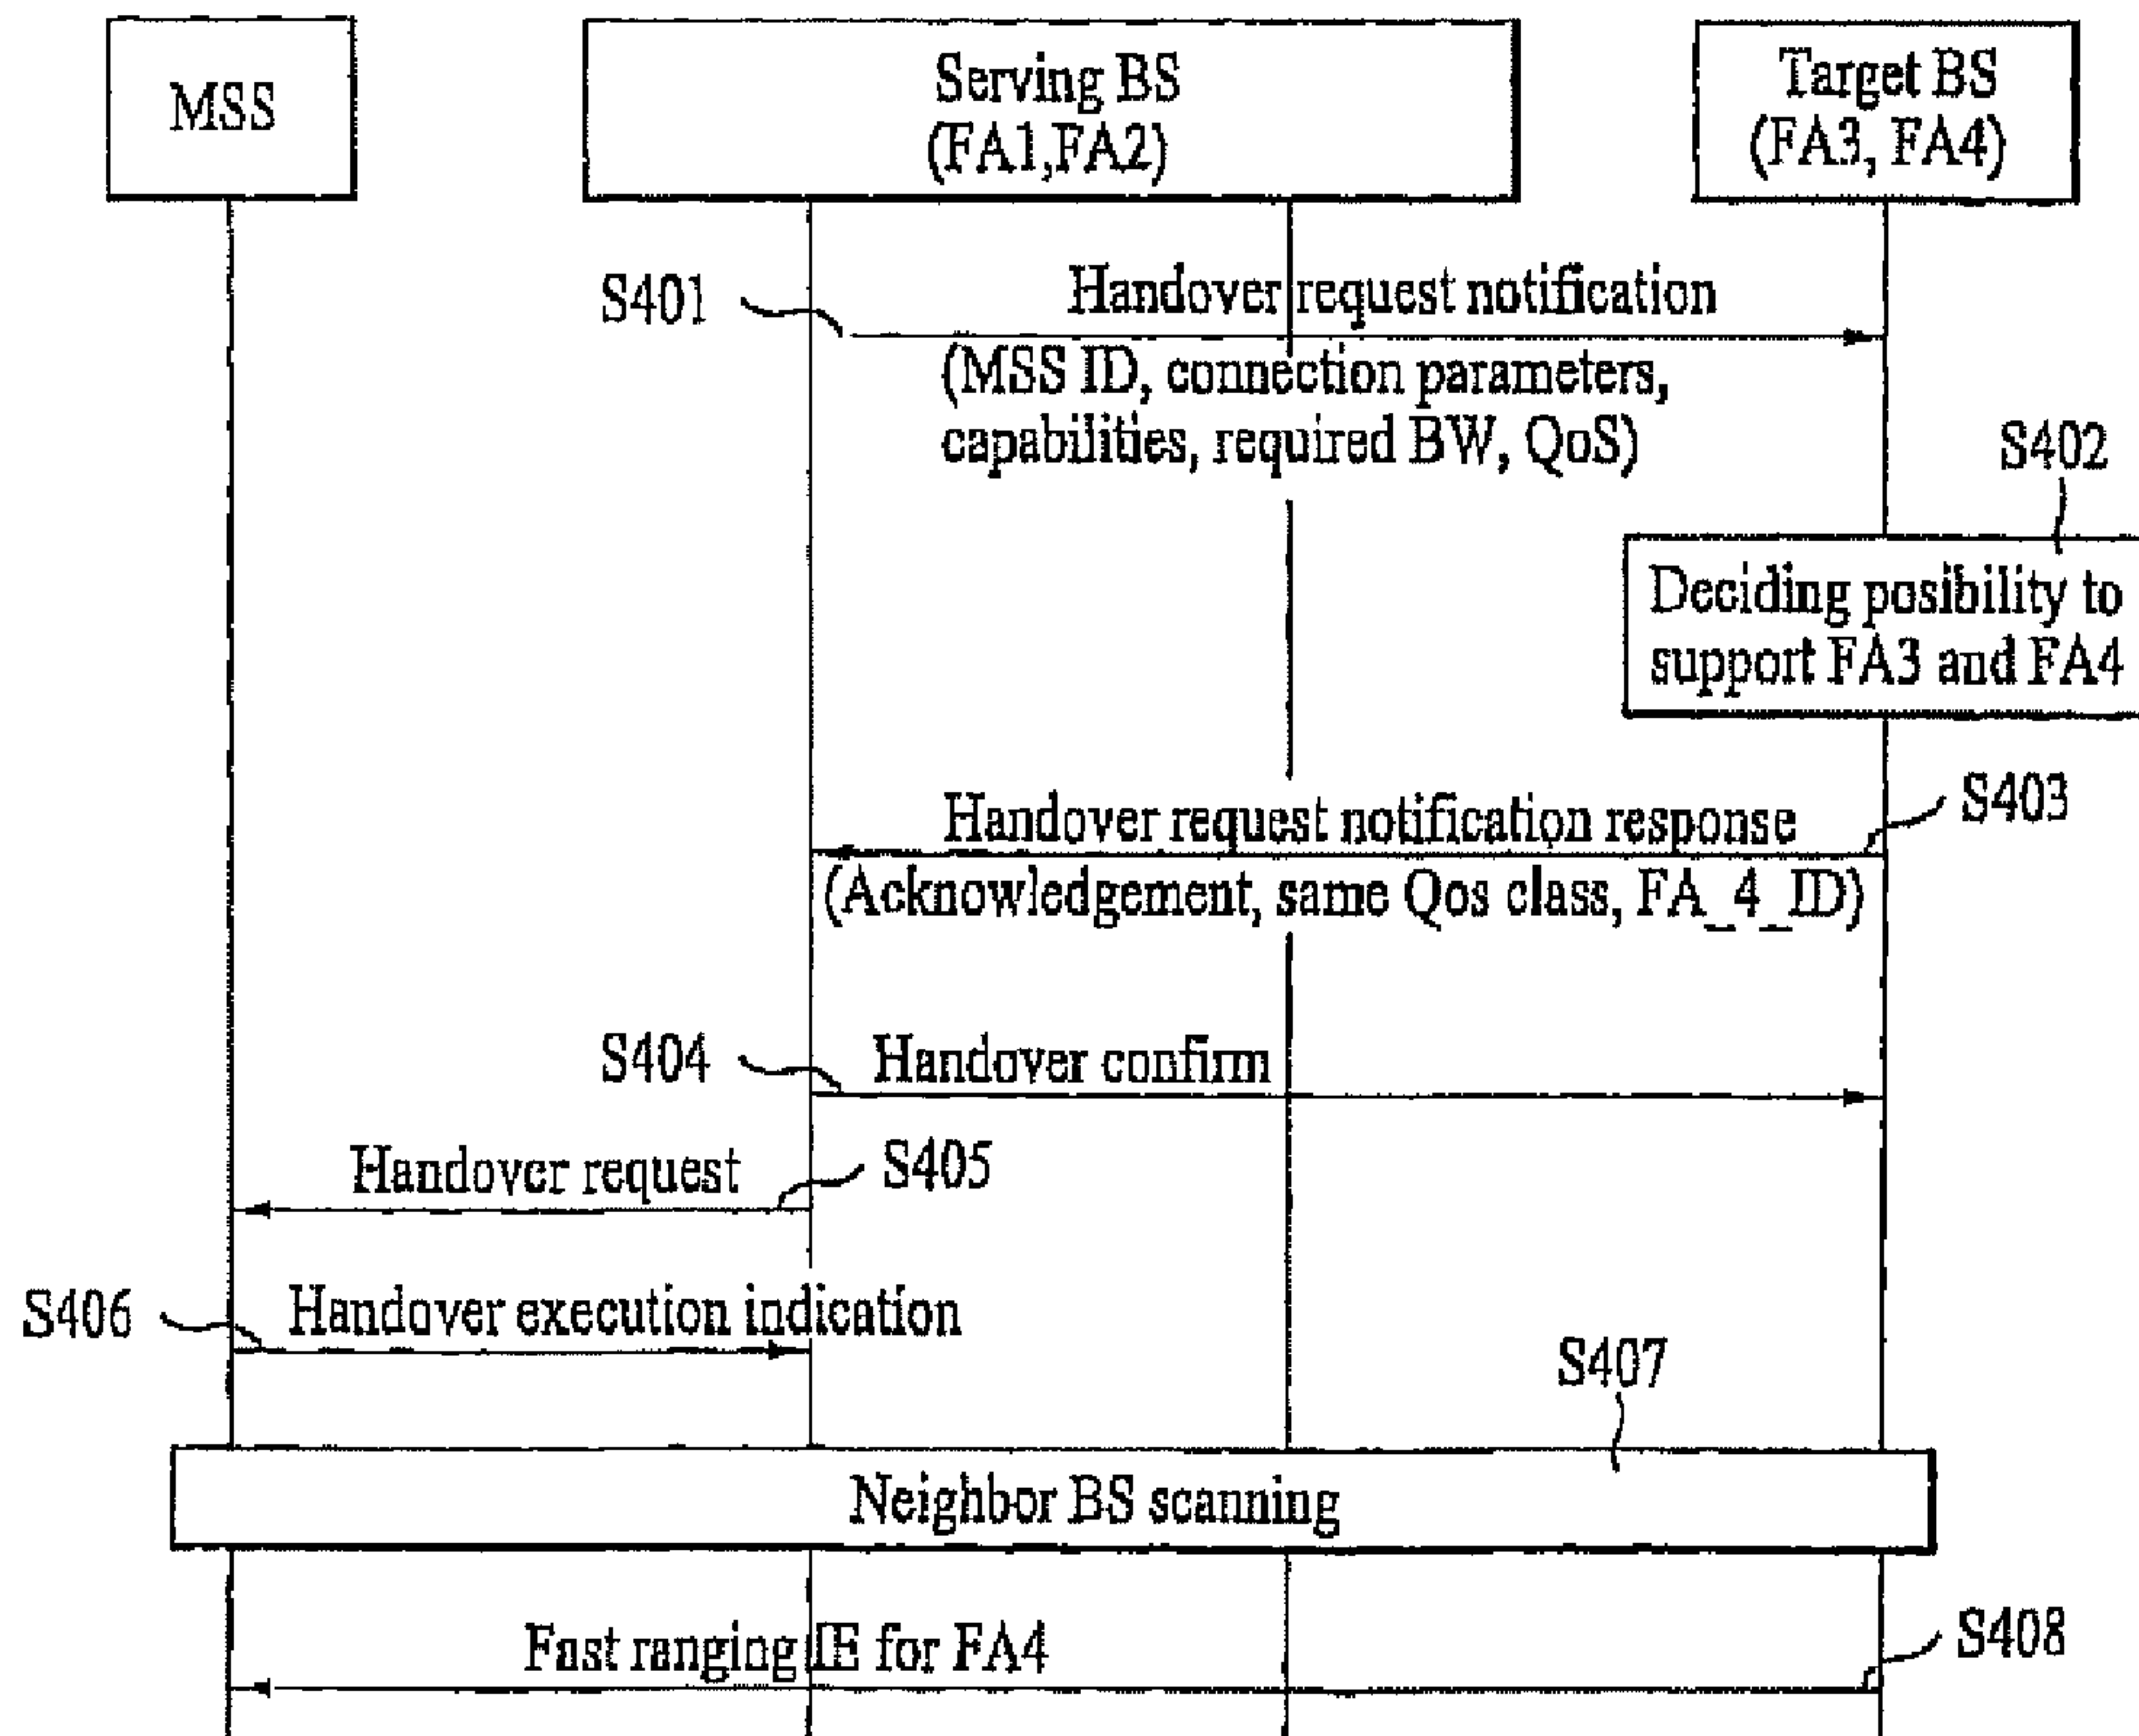 MSS
Serving BS
(FA1,FA2)
Target BS
(FA3, FA4)
S401
Handover request notification
(MSS ID, connection parameters,
capabilities, required BW, QoS)
S402
Deciding posibility to
support FA3 and FA4
Handover request notification response
S403
(Acknowledgement, same Qos class, FA_4_ID)
S404
Handover confirm
Handover request
S405
S406
Handover execution indication
S407
Neighbor BS scanning
Fast ranging IE for FA4
S408